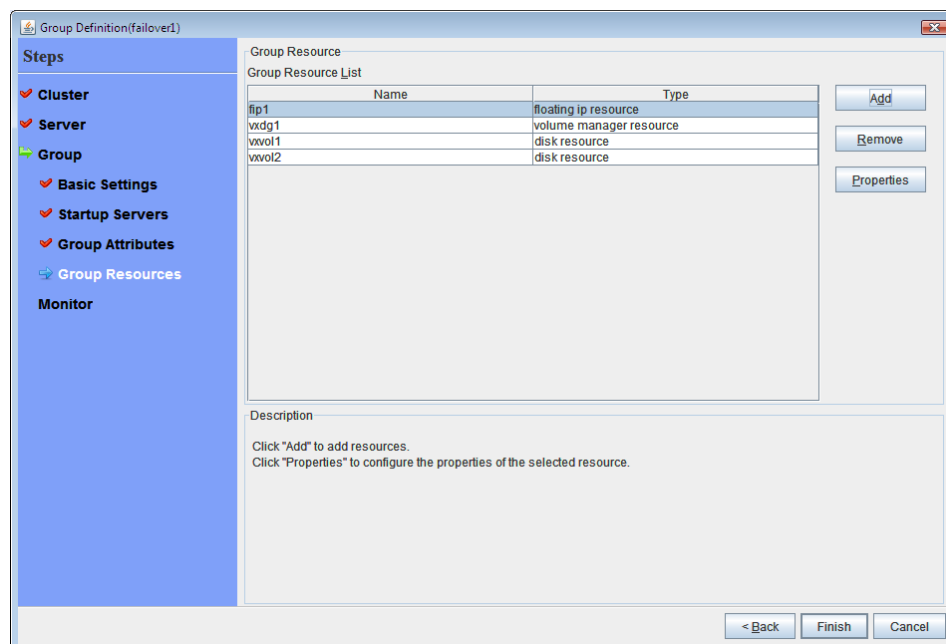 Group Definition(failover1)
Steps
Cluster
Server
Group
Basic Settings
Startup Servers
Group Attributes
Group Resources
Monitor
Group Resource
Group Resource List
Name Type
fip1 floating ip resource
vxdg1 volume manager resource
vxvol1 disk resource
vxvol2 disk resource
Add
Remove
Properties
Description
Click "Add" to add resources.
Click "Properties" to configure the properties of the selected resource.
< Back Finish Cancel